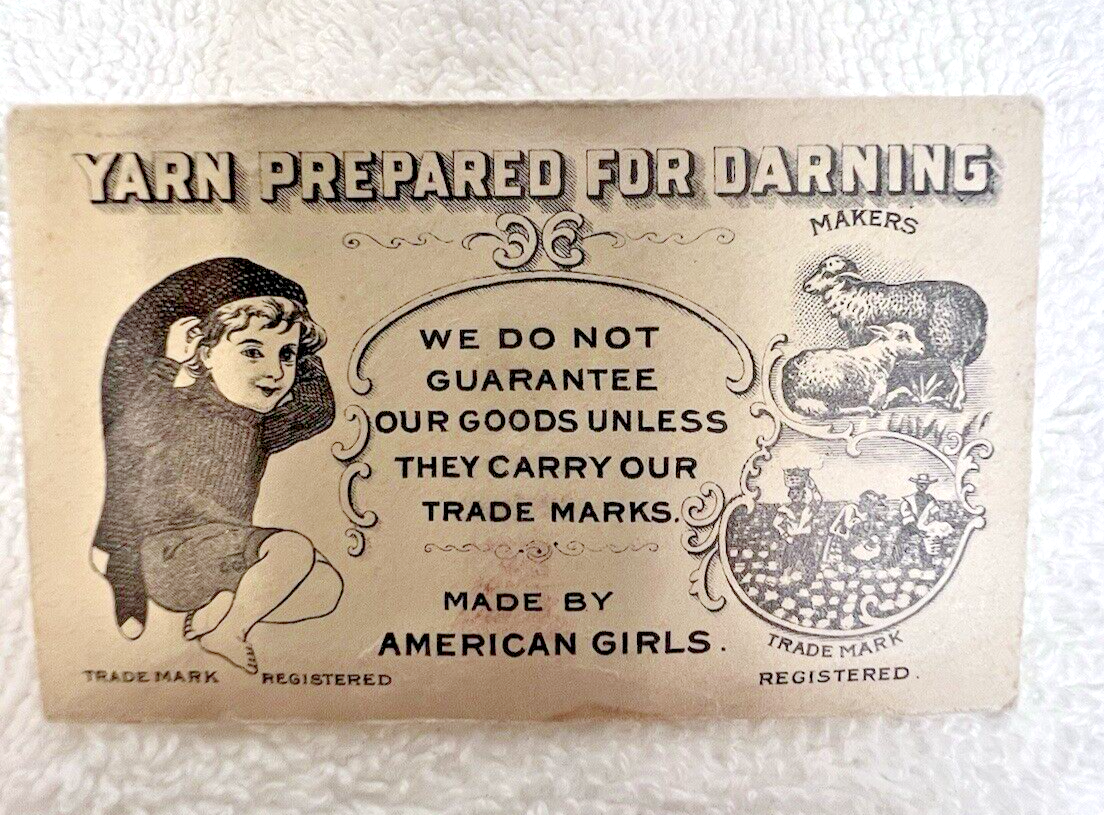 YARN PREPARED FOR DARNING
MAKERS
WE DO NOT
GUARANTEE
OUR GOODS UNLESS
THEY CARRY OUR
TRADE MARKS.
MADE BY
AMERICAN GIRLS.
TRADE MARK REGISTERED
TRADE MARK
REGISTERED.